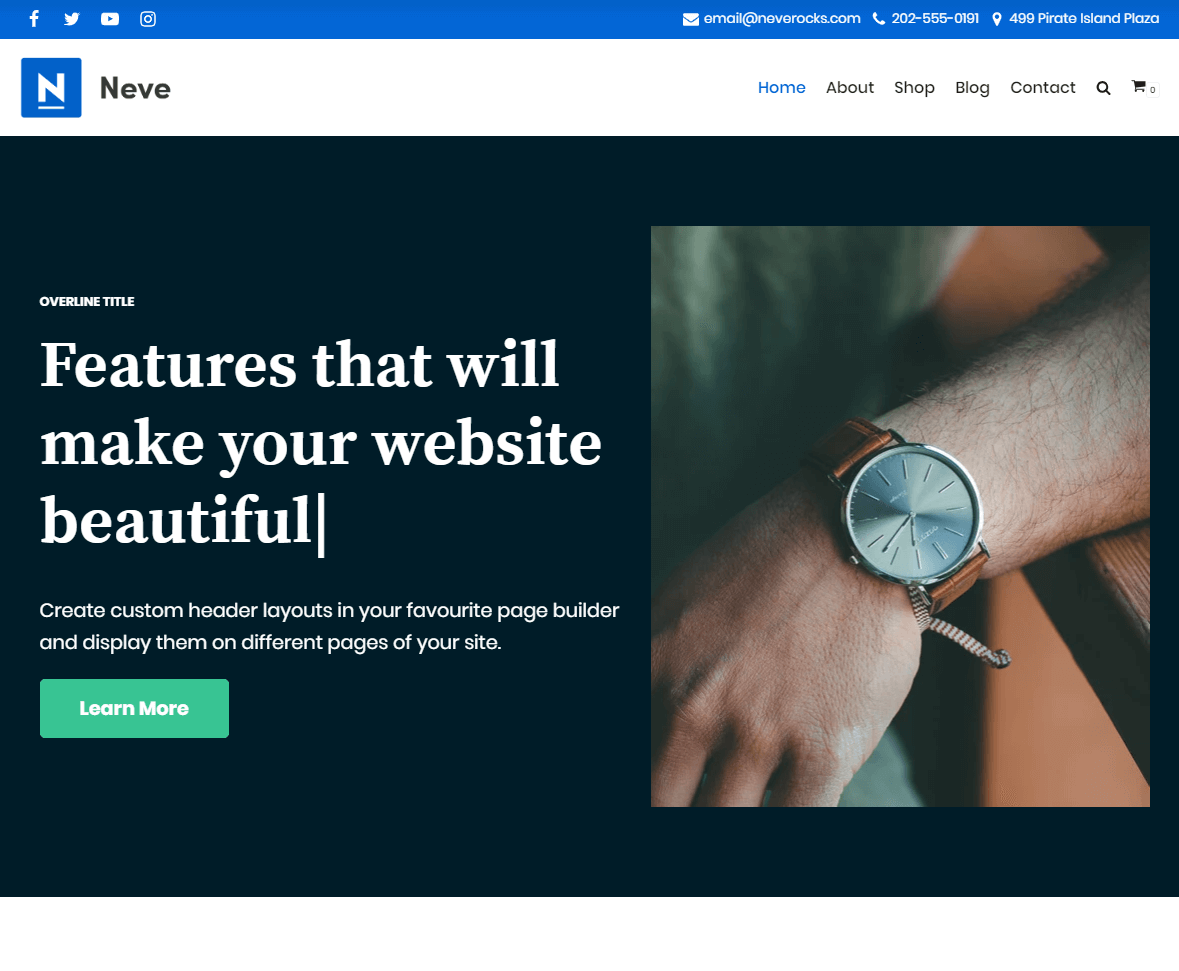 email@neverocks.com 202-555-0191 499 Pirate Island Plaza
N Neve
Home About Shop Blog Contact 0
OVERLINE TITLE
Features that will
make your website
beautiful|
Create custom header layouts in your favourite page builder
and display them on different pages of your site.
Learn More